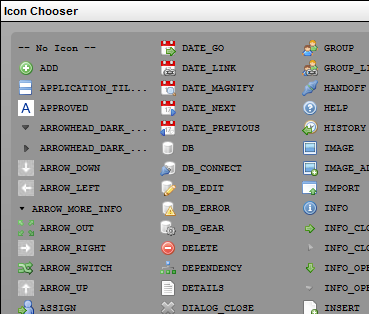 Icon Chooser
-- No Icon --
ADD
APPLICATION_TIL...
APPROVED
ARROWHEAD_DARK_...
ARROWHEAD_DARK_...
ARROW_DOWN
ARROW_LEFT
ARROW_MORE_INFO
ARROW_OUT
ARROW_RIGHT
ARROW_SWITCH
ARROW_UP
ASSIGN
DATE_GO
DATE_LINK
DATE_MAGNIFY
DATE_NEXT
DATE_PREVIOUS
DB
DB_CONNECT
DB_EDIT
DB_ERROR
DB_GEAR
DELETE
DEPENDENCY
DETAILS
DIALOG_CLOSE
GROUP
GROUP_LI
HANDOFF
HELP
HISTORY
IMAGE
IMAGE_AD
IMPORT
INFO
INFO_CLO
INFO_CLO
INFO_OPE
INFO_OPE
INSERT